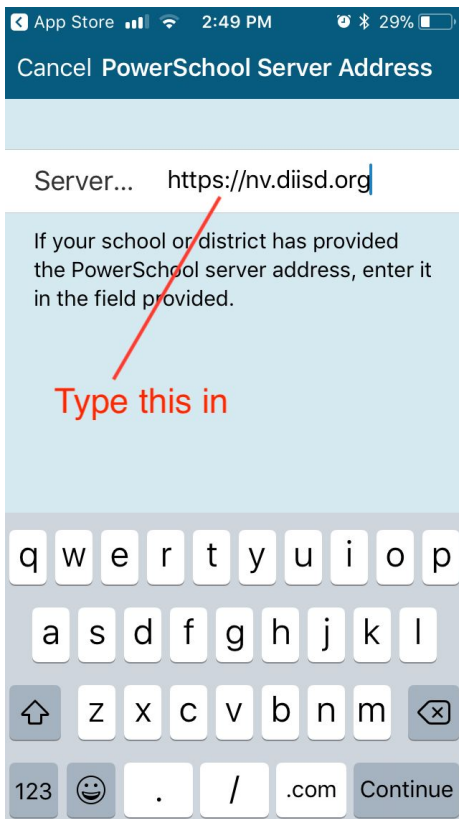 App Store 2:49 PM 29%
Cancel PowerSchool Server Address
Server... https://nv.diisd.org
If your school or district has provided
the PowerSchool server address, enter it
in the field provided.
Type this in
q w e r t y u i o p
a s d f g h j k l
z x c v b n m
123 . / .com Continue